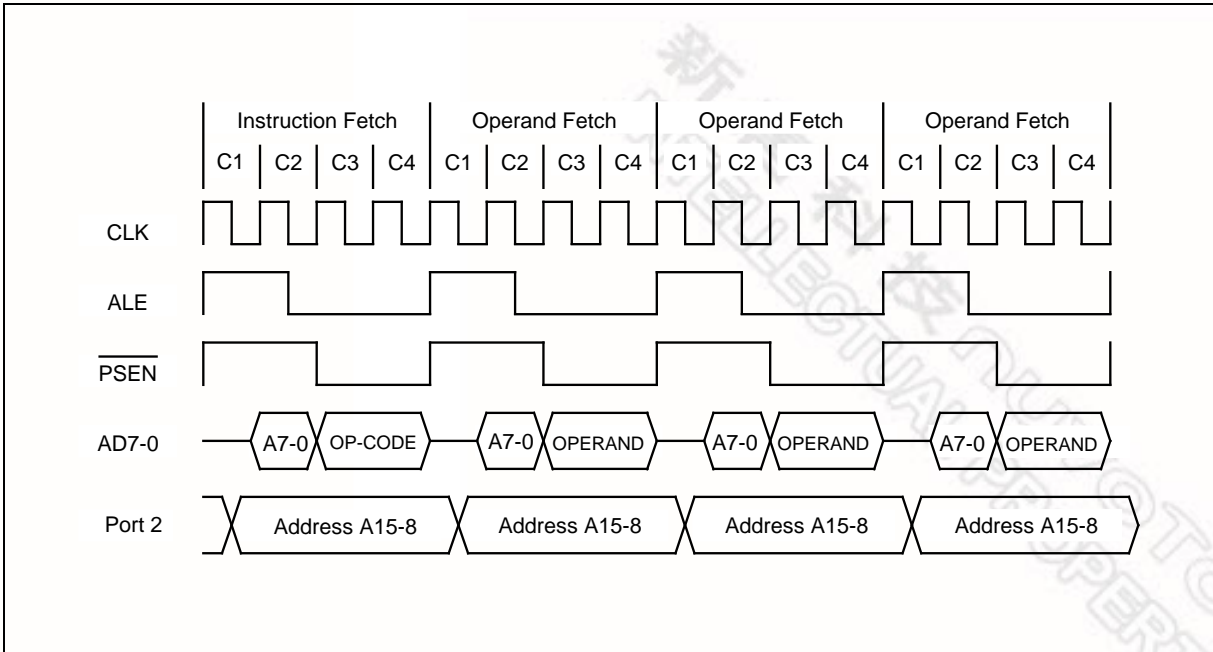 Instruction Fetch Operand Fetch Operand Fetch Operand Fetch
C1 C2 C3 C4 C1 C2 C3 C4 C1 C2 C3 C4 C1 C2 C3 C4
CLK
ALE
PSEN
AD7-0 A7-0 OP-CODE A7-0 OPERAND A7-0 OPERAND A7-0 OPERAND
Port 2 Address A15-8 Address A15-8 Address A15-8 Address A15-8